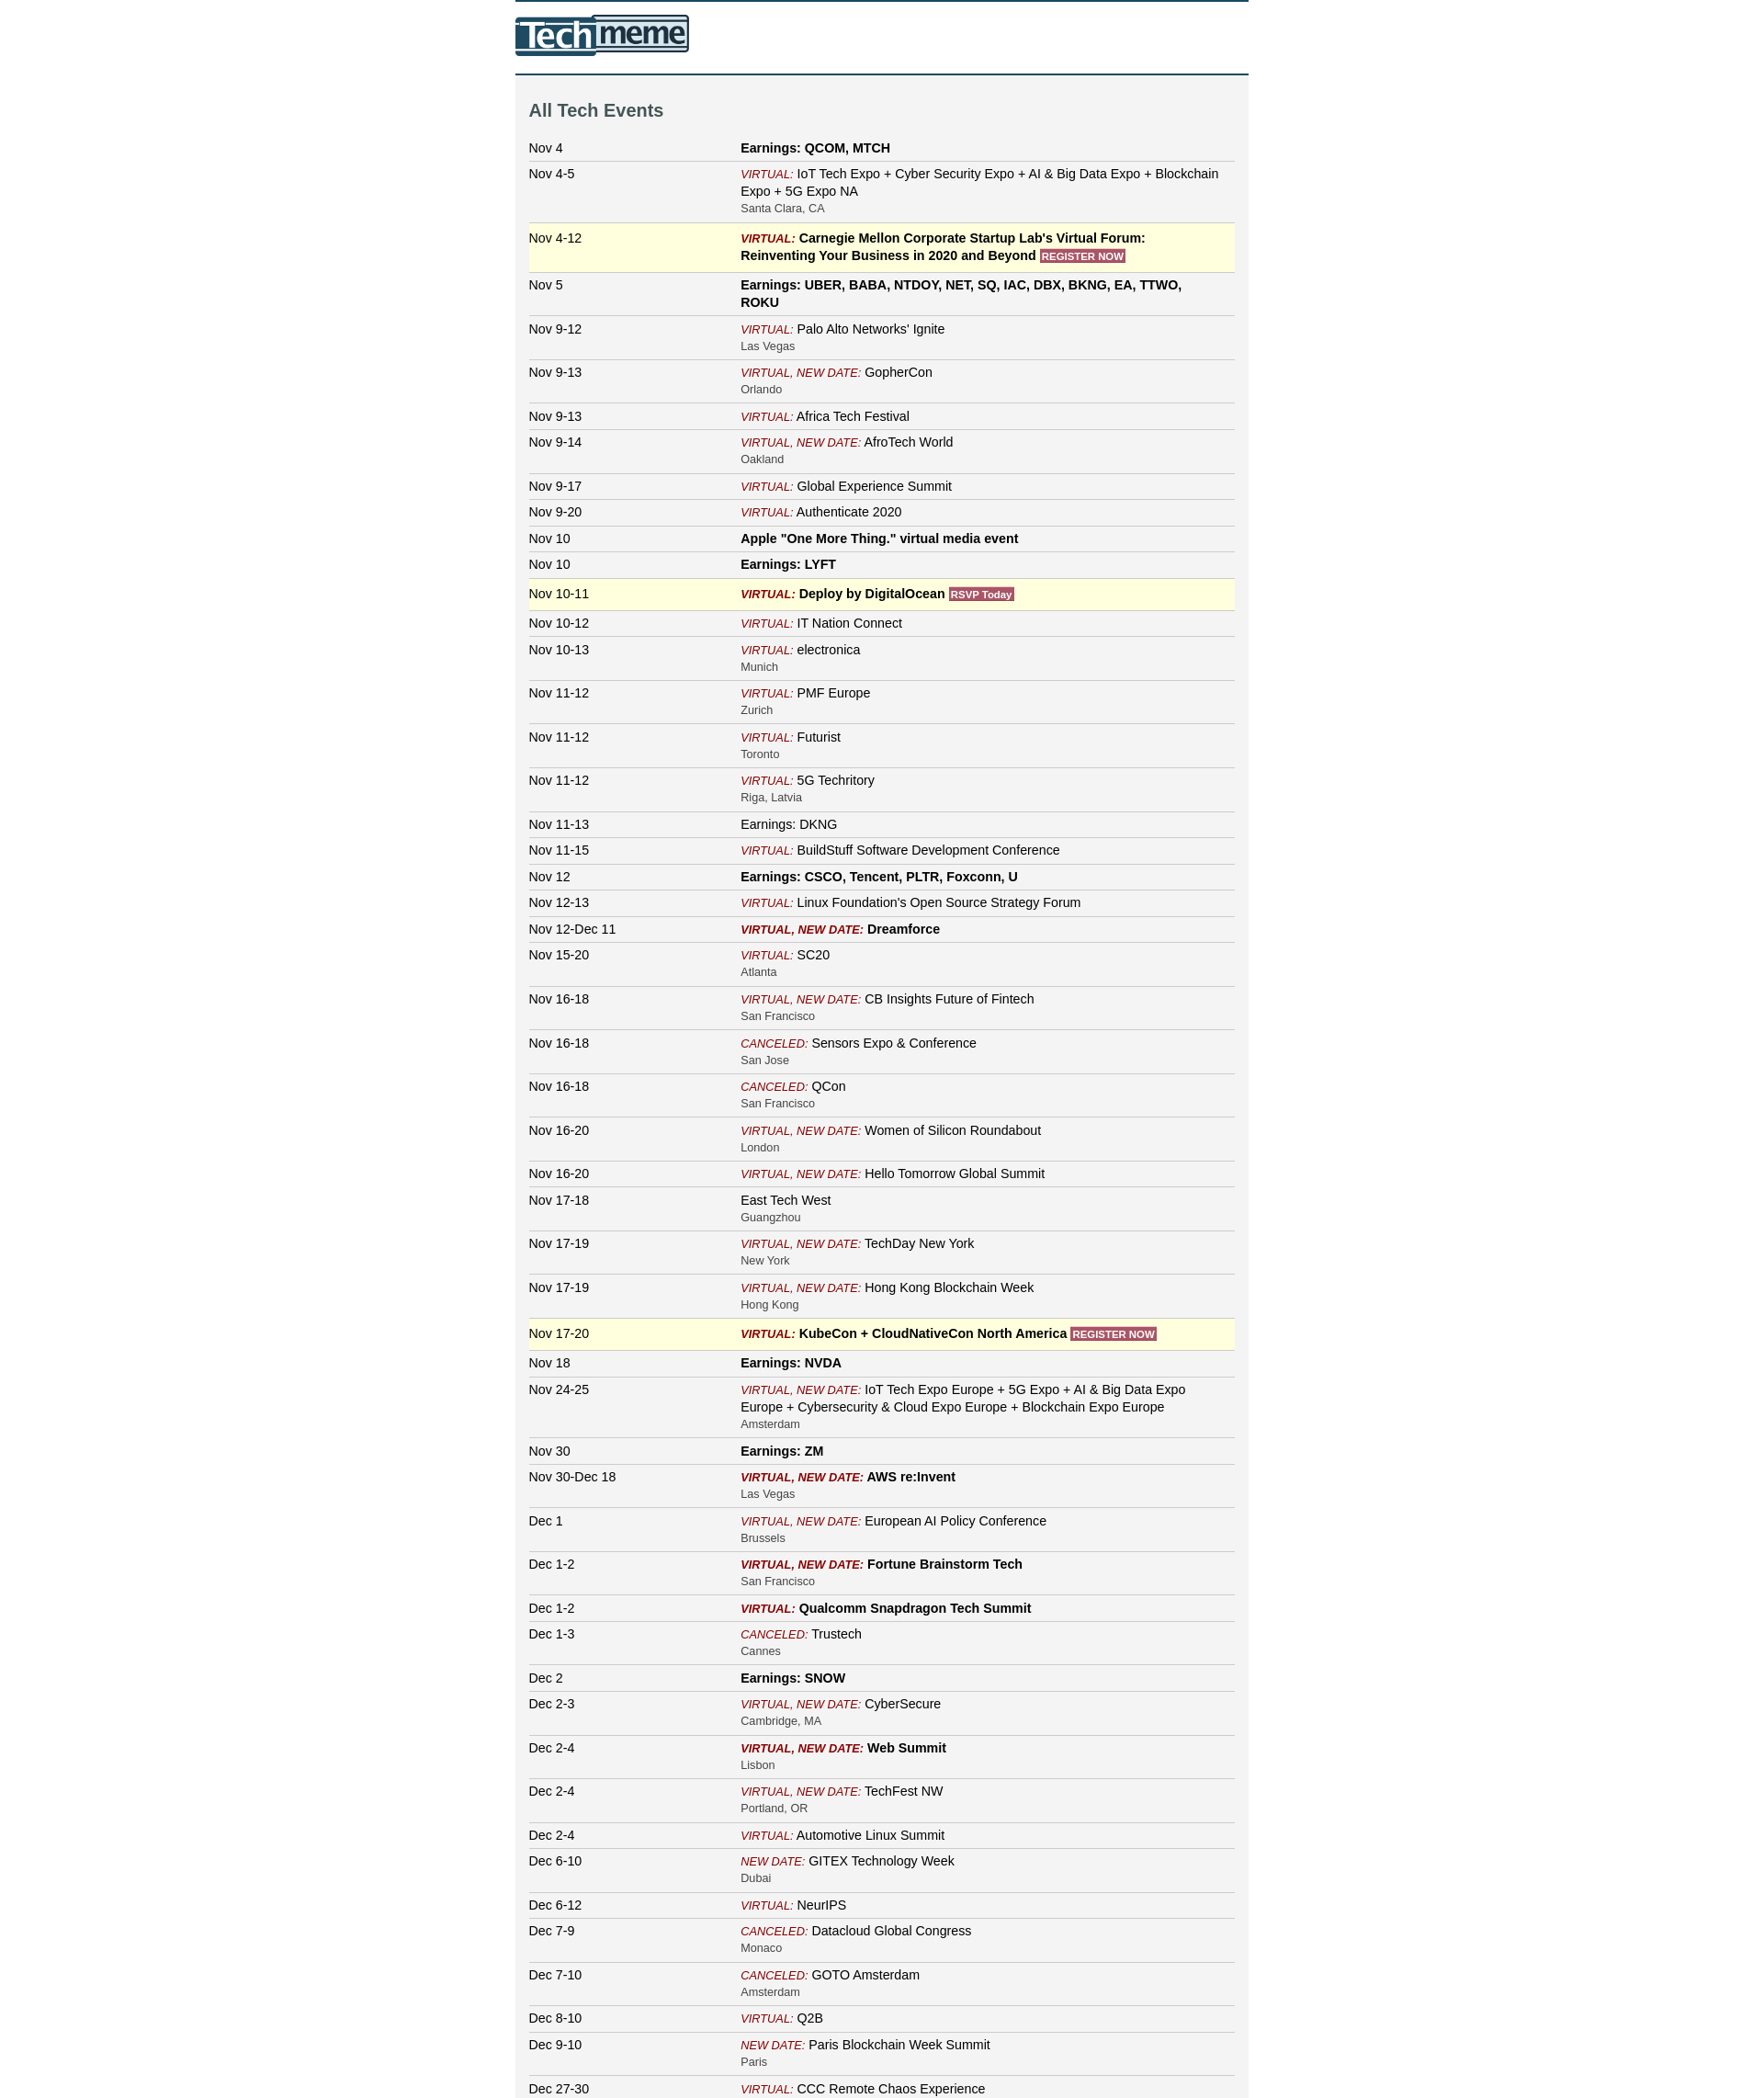 Techmeme
All Tech Events
Nov 4 Earnings: QCOM, MTCH
Nov 4-5 VIRTUAL: IoT Tech Expo + Cyber Security Expo + AI & Big Data Expo + Blockchain
Expo + 5G Expo NA
Santa Clara, CA
Nov 4-12 VIRTUAL: Carnegie Mellon Corporate Startup Lab's Virtual Forum:
Reinventing Your Business in 2020 and Beyond REGISTER NOW
Nov 5 Earnings: UBER, BABA, NTDOY, NET, SQ, IAC, DBX, BKNG, EA, TTWO,
ROKU
Nov 9-12 VIRTUAL: Palo Alto Networks' Ignite
Las Vegas
Nov 9-13 VIRTUAL, NEW DATE: GopherCon
Orlando
Nov 9-13 VIRTUAL: Africa Tech Festival
Nov 9-14 VIRTUAL, NEW DATE: AfroTech World
Oakland
Nov 9-17 VIRTUAL: Global Experience Summit
Nov 9-20 VIRTUAL: Authenticate 2020
Nov 10 Apple "One More Thing." virtual media event
Nov 10 Earnings: LYFT
Nov 10-11 VIRTUAL: Deploy by DigitalOcean RSVP Today
Nov 10-12 VIRTUAL: IT Nation Connect
Nov 10-13 VIRTUAL: electronica
Munich
Nov 11-12 VIRTUAL: PMF Europe
Zurich
Nov 11-12 VIRTUAL: Futurist
Toronto
Nov 11-12 VIRTUAL: 5G Techritory
Riga, Latvia
Nov 11-13 Earnings: DKNG
Nov 11-15 VIRTUAL: BuildStuff Software Development Conference
Nov 12 Earnings: CSCO, Tencent, PLTR, Foxconn, U
Nov 12-13 VIRTUAL: Linux Foundation's Open Source Strategy Forum
Nov 12-Dec 11 VIRTUAL, NEW DATE: Dreamforce
Nov 15-20 VIRTUAL: SC20
Atlanta
Nov 16-18 VIRTUAL, NEW DATE: CB Insights Future of Fintech
San Francisco
Nov 16-18 CANCELED: Sensors Expo & Conference
San Jose
Nov 16-18 CANCELED: QCon
San Francisco
Nov 16-20 VIRTUAL, NEW DATE: Women of Silicon Roundabout
London
Nov 16-20 VIRTUAL, NEW DATE: Hello Tomorrow Global Summit
Nov 17-18 East Tech West
Guangzhou
Nov 17-19 VIRTUAL, NEW DATE: TechDay New York
New York
Nov 17-19 VIRTUAL, NEW DATE: Hong Kong Blockchain Week
Hong Kong
Nov 17-20 VIRTUAL: KubeCon + CloudNativeCon North America REGISTER NOW
Nov 18 Earnings: NVDA
Nov 24-25 VIRTUAL, NEW DATE: IoT Tech Expo Europe + 5G Expo + AI & Big Data Expo
Europe + Cybersecurity & Cloud Expo Europe + Blockchain Expo Europe
Amsterdam
Nov 30 Earnings: ZM
Nov 30-Dec 18 VIRTUAL, NEW DATE: AWS re:Invent
Las Vegas
Dec 1 VIRTUAL, NEW DATE: European AI Policy Conference
Brussels
Dec 1-2 VIRTUAL, NEW DATE: Fortune Brainstorm Tech
San Francisco
Dec 1-2 VIRTUAL: Qualcomm Snapdragon Tech Summit
Dec 1-3 CANCELED: Trustech
Cannes
Dec 2 Earnings: SNOW
Dec 2-3 VIRTUAL, NEW DATE: CyberSecure
Cambridge, MA
Dec 2-4 VIRTUAL, NEW DATE: Web Summit
Lisbon
Dec 2-4 VIRTUAL, NEW DATE: TechFest NW
Portland, OR
Dec 2-4 VIRTUAL: Automotive Linux Summit
Dec 6-10 NEW DATE: GITEX Technology Week
Dubai
Dec 6-12 VIRTUAL: NeurIPS
Dec 7-9 CANCELED: Datacloud Global Congress
Monaco
Dec 7-10 CANCELED: GOTO Amsterdam
Amsterdam
Dec 8-10 VIRTUAL: Q2B
Dec 9-10 NEW DATE: Paris Blockchain Week Summit
Paris
Dec 27-30 VIRTUAL: CCC Remote Chaos Experience